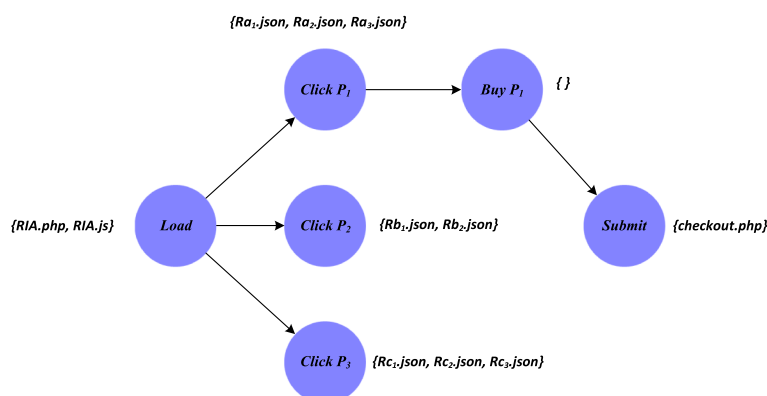 {Ra₁.json, Ra₂.json, Ra₃.json}
Click P₁
Buy P₁
{ }
{RIA.php, RIA.js}
Load
Click P₂
{Rb₁.json, Rb₂.json}
Submit
{checkout.php}
Click P₃
{Rc₁.json, Rc₂.json, Rc₃.json}